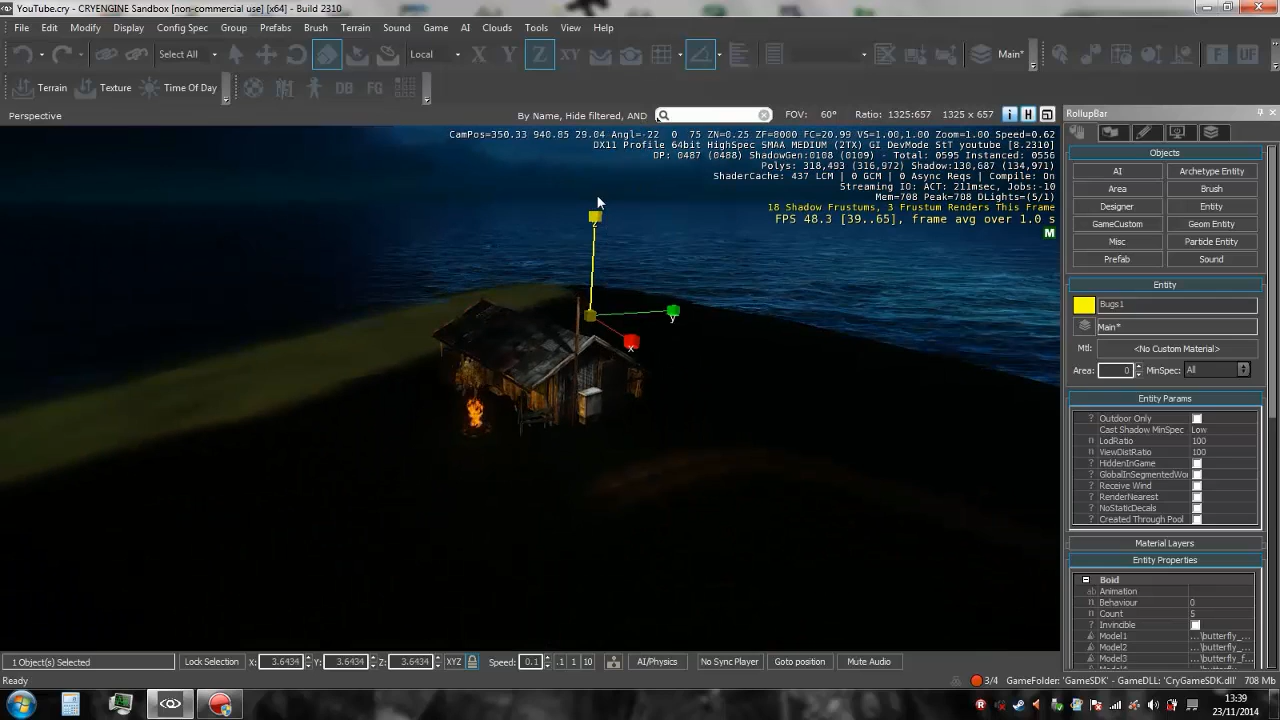 YouTube.cry - CRYENGINE Sandbox [non-commercial use] [x64] - Build 2310
File Edit Modify Display Config Spec Group Prefabs Brush Terrain Sound Game AI Clouds Tools View Help
Select All Local X Y Z XY Main* F UF
Terrain Texture Time Of Day DB FG
Perspective By Name, Hide filtered, AND FOV: 60° Ratio: 1325:657 1325 x 657 i H
RollupBar
CamPos=350.33 940.85 29.04 Angl=-22 0 75 ZN=0.25 ZF=8000 FC=20.99 VS=1.00,1.00 Zoom=1.00 Speed=0.62
DX11 Profile 64bit HighSpec SMAA MEDIUM (2TX) GI DevMode StT youtube [8.2310]
DP: 0487 (0488) ShadowGen:0108 (0109) - Total: 0595 Instanced: 0556
Polys: 318,493 (316,972) Shadow:130,687 (134,971)
ShaderCache: 437 LCM | 0 GCM | 0 Async Reqs | Compile: On
Streaming IO: ACT: 211msec, Jobs:-10
Mem=708 Peak=708 DLights=(5/1)
18 Shadow Frustums, 3 Frustum Renders This Frame
FPS 48.3 [39..65], frame avg over 1.0 s
M
z
y
x
Objects
AI Archetype Entity
Area Brush
Designer Entity
GameCustom Geom Entity
Misc Particle Entity
Prefab Sound
Entity
Bugs1
Main*
Mtl: <No Custom Material>
Area: 0 MinSpec: All
Entity Params
? Outdoor Only
Cast Shadow MinSpec Low
n LodRatio 100
n ViewDistRatio 100
? HiddenInGame
? GlobalInSegmentedWo
? Receive Wind
? RenderNearest
? NoStaticDecals
? Created Through Pool
Material Layers
Entity Properties
Boid
ab Animation
n Behaviour 0
n Count 5
? Invincible
Model1 ...\butterfly_...
Model2 ...\butterfly_...
Model3 ...\butterfly_f...
1 Object(s) Selected Lock Selection X: 3.6434 Y: 3.6434 Z: 3.6434 XYZ Speed: 0.1 .1 1 10 AI/Physics No Sync Player Goto position Mute Audio
Ready 3/4 GameFolder: 'GameSDK' - GameDLL: 'CryGameSDK.dll' 708 Mb
13:39
23/11/2014